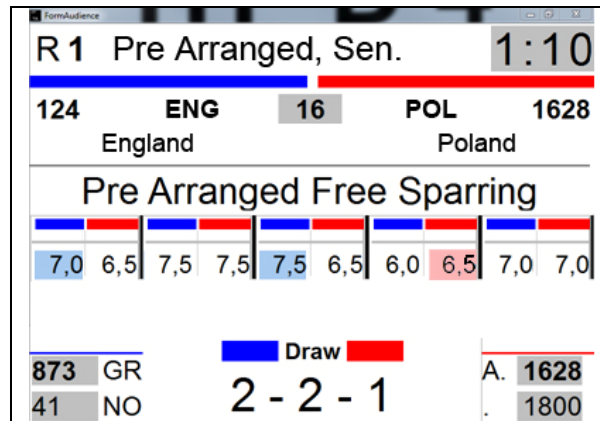 FormAudience
R 1 Pre Arranged, Sen. 1:10
124 ENG 16 POL 1628
England Poland
Pre Arranged Free Sparring
7,0 6,5 7,5 7,5 7,5 6,5 6,0 6,5 7,0 7,0
Draw
873 GR 2 - 2 - 1 A. 1628
41 NO . 1800